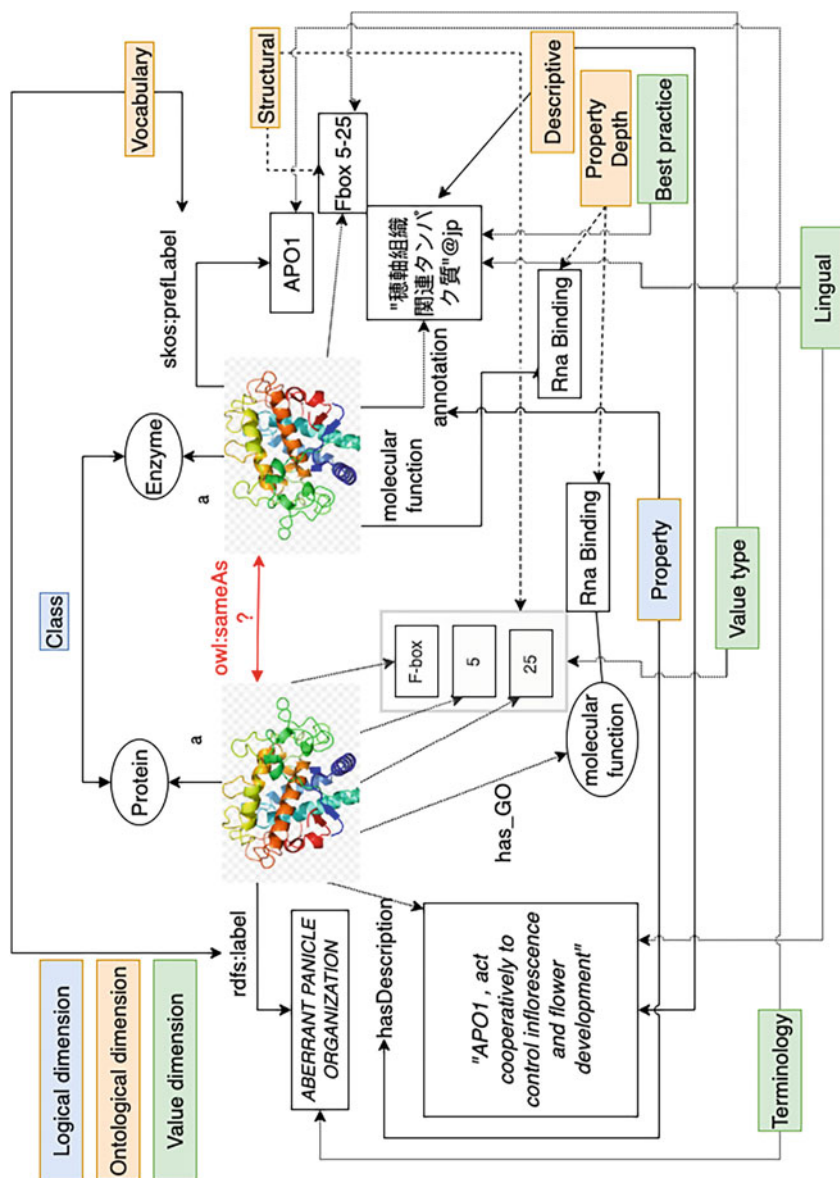 Logical dimension
Ontological dimension
Value dimension
Vocabulary
Class
Structural
Protein
Enzyme
a
a
owl:sameAs
?
rdfs:label
skos:prefLabel
ABERRANT PANICLE
ORGANIZATION
APO1
Fbox 5-25
F-box
5
25
hasDescription
has_GO
molecular
function
annotation
"穂軸組織
関連タンパ
ク質"@jp
"APO1 , act
cooperatively to
control inflorescence
and flower
development"
molecular
function
Rna Binding
Rna Binding
Descriptive
Property
Depth
Best practice
Property
Value type
Lingual
Terminology